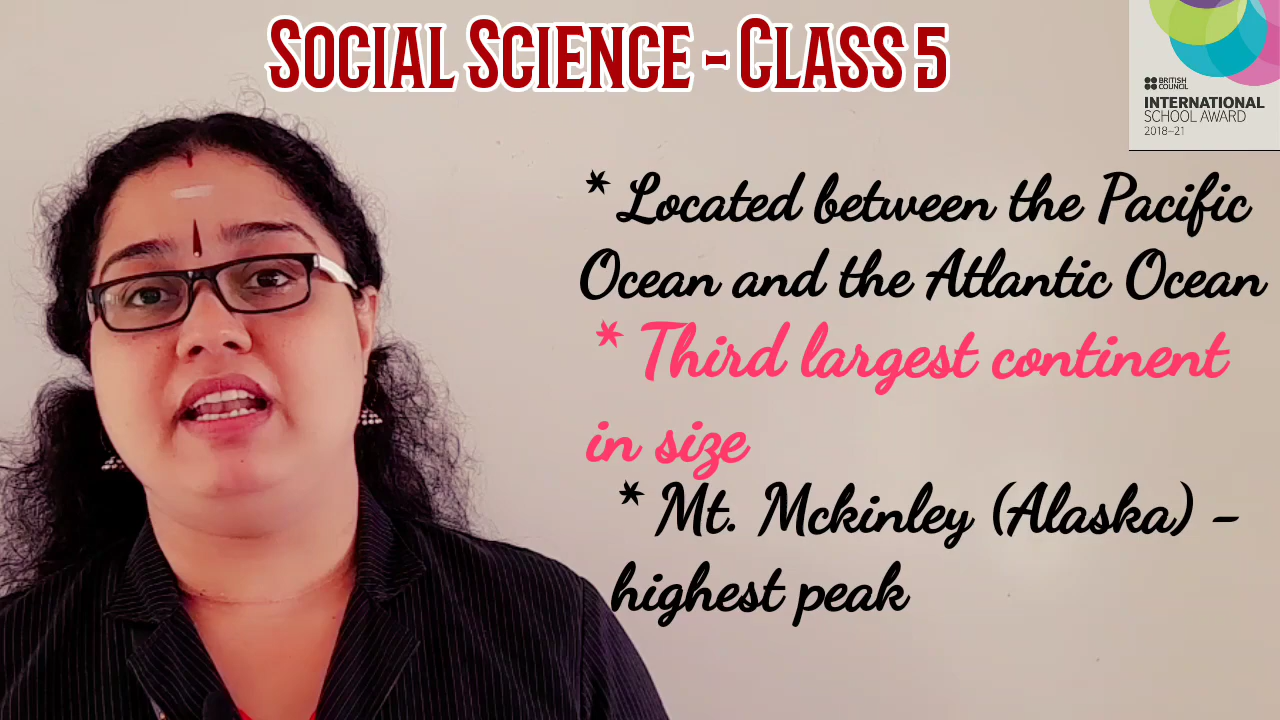 SOCIAL SCIENCE - CLASS 5
BRITISH
COUNCIL
INTERNATIONAL
SCHOOL AWARD
2018–21
* Located between the Pacific
Ocean and the Atlantic Ocean
* Third largest continent
in size
* Mt. Mckinley (Alaska) -
highest peak